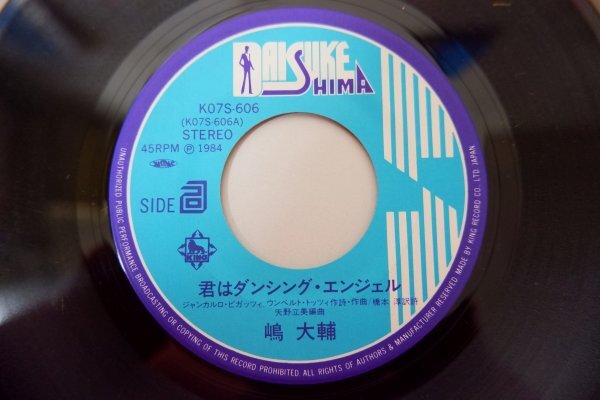 DAISUKE
SHIMA
K07S-606
(K07S-606A)
STEREO
45RPM Ⓟ 1984
SIDE a
KING
君はダンシング・エンジェル
ジャンカルロ・ビガッツィ、ウンベルト・トッツィ作詩・作曲/橋本 淳訳詩
矢野立美編曲
嶋 大輔
UNAUTHORIZED PUBLIC PERFORMANCE BROADCASTING OR COPYING OF THIS RECORD PROHIBITED. ALL RIGHTS OF AUTHORS & MANUFACTURER RESERVED. MADE BY KING RECORD CO. LTD. JAPAN.